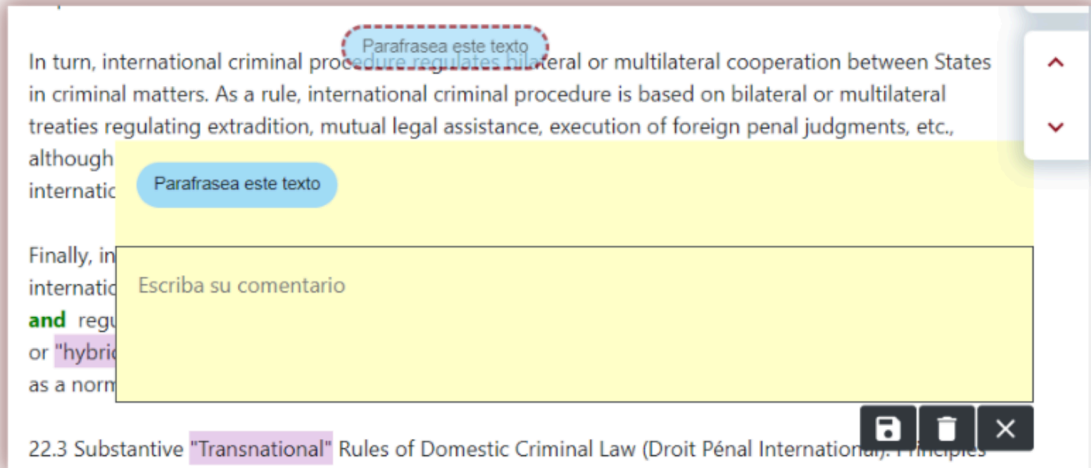 Parafrasea este texto
In turn, international criminal procedure regulates bilateral or multilateral cooperation between States
in criminal matters. As a rule, international criminal procedure is based on bilateral or multilateral
treaties regulating extradition, mutual legal assistance, execution of foreign penal judgments, etc.,
although
Parafrasea este texto
internatio
Finally, in
Escriba su comentario
internatio
and regu
or "hybrid
as a norm
22.3 Substantive "Transnational" Rules of Domestic Criminal Law (Droit Pénal International). Principles